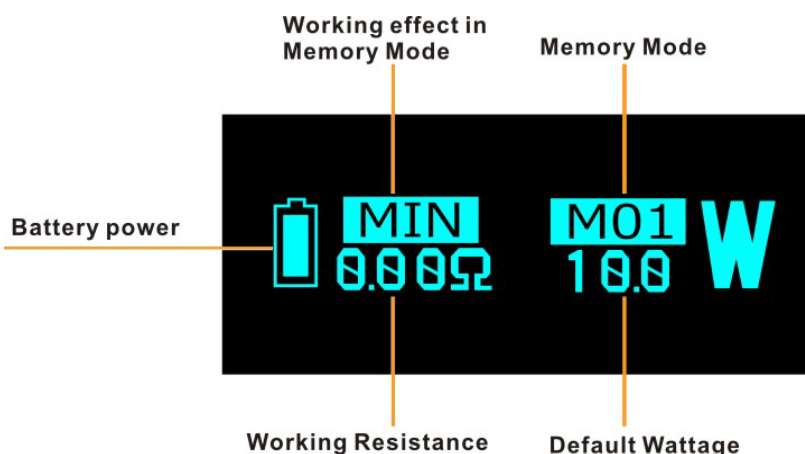 Working effect in
Memory Mode
Memory Mode
Battery power
MIN
M01
W
0.00Ω
10.0
Working Resistance
Default Wattage